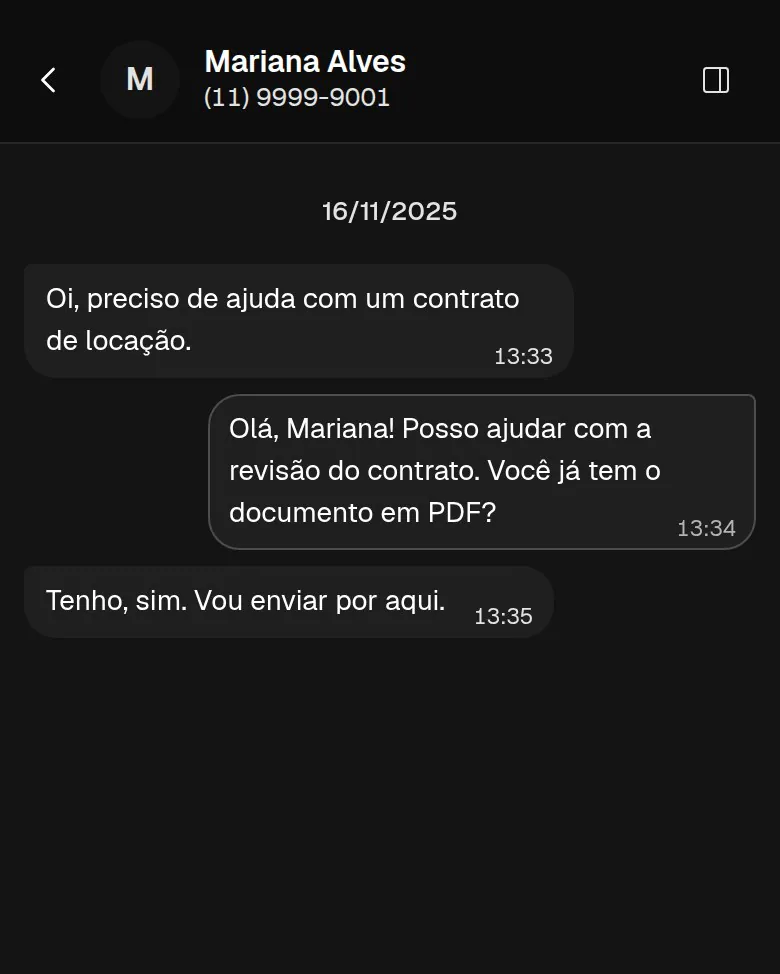 M
Mariana Alves
(11) 9999-9001
16/11/2025
Oi, preciso de ajuda com um contrato
de locação.
13:33
Olá, Mariana! Posso ajudar com a
revisão do contrato. Você já tem o
documento em PDF?
13:34
Tenho, sim. Vou enviar por aqui.
13:35